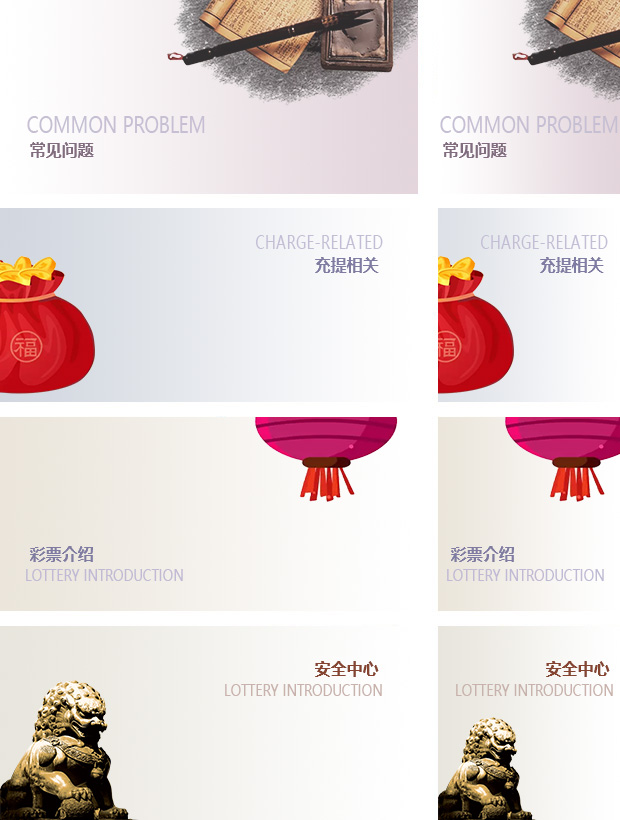 COMMON PROBLEM
常见问题
COMMON PROBLEM
常见问题
CHARGE-RELATED
充提相关
福
CHARGE-RELATED
充提相关
福
彩票介绍
LOTTERY INTRODUCTION
彩票介绍
LOTTERY INTRODUCTION
安全中心
LOTTERY INTRODUCTION
安全中心
LOTTERY INTRODUCTION